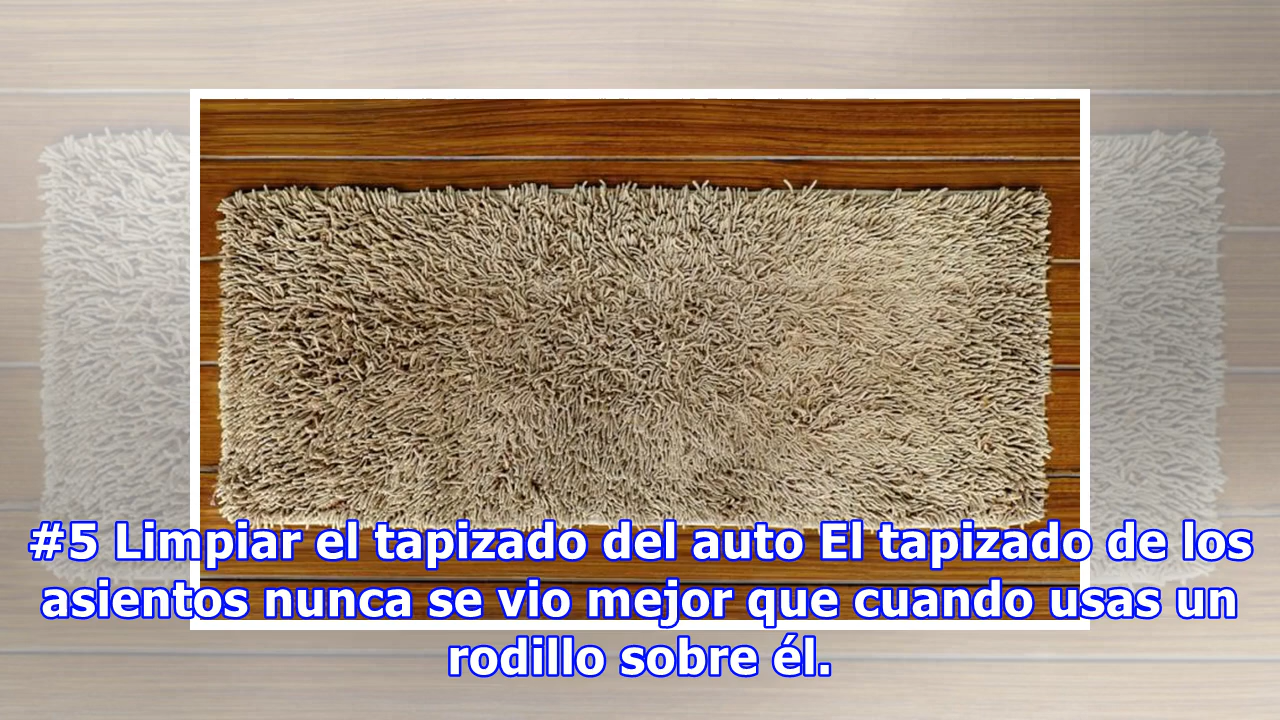 #5 Limpiar el tapizado del auto El tapizado de los
asientos nunca se vio mejor que cuando usas un
rodillo sobre él.